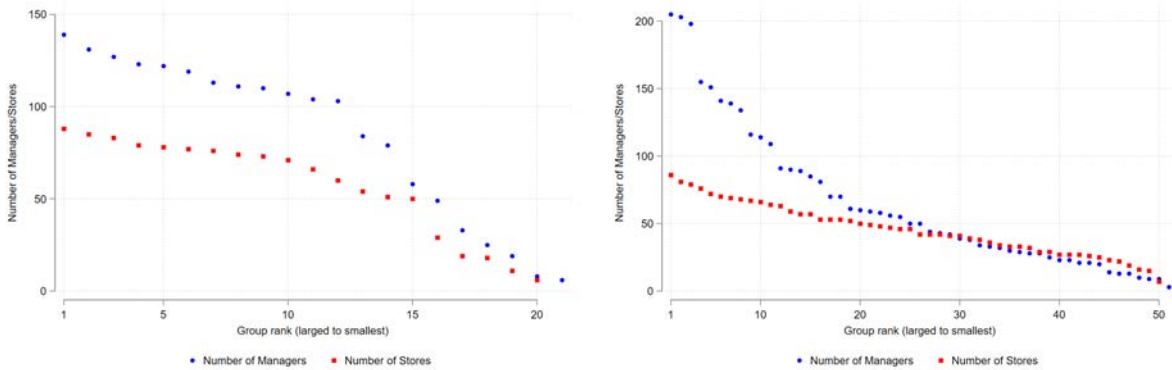 150
100
50
0
Number of Managers/Stores
1 5 10 15 20
Group rank (larged to smallest)
Number of Managers Number of Stores
200
150
100
50
0
Number of Managers/Stores
1 10 20 30 40 50
Group rank (larged to smallest)
Number of Managers Number of Stores